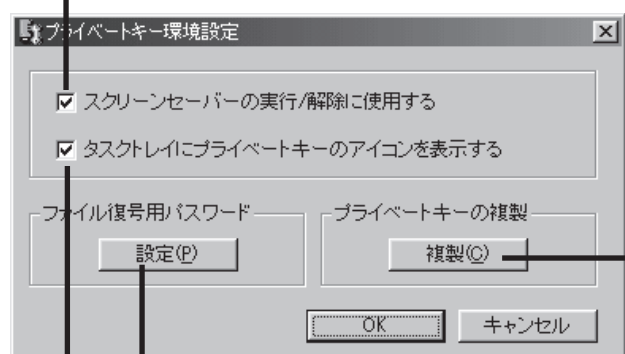 プライベートキー環境設定
スクリーンセーバーの実行/解除に使用する
タスクトレイにプライベートキーのアイコンを表示する
ファイル復号用パスワード
設定(P)
プライベートキーの複製
複製(C)
OK
キャンセル